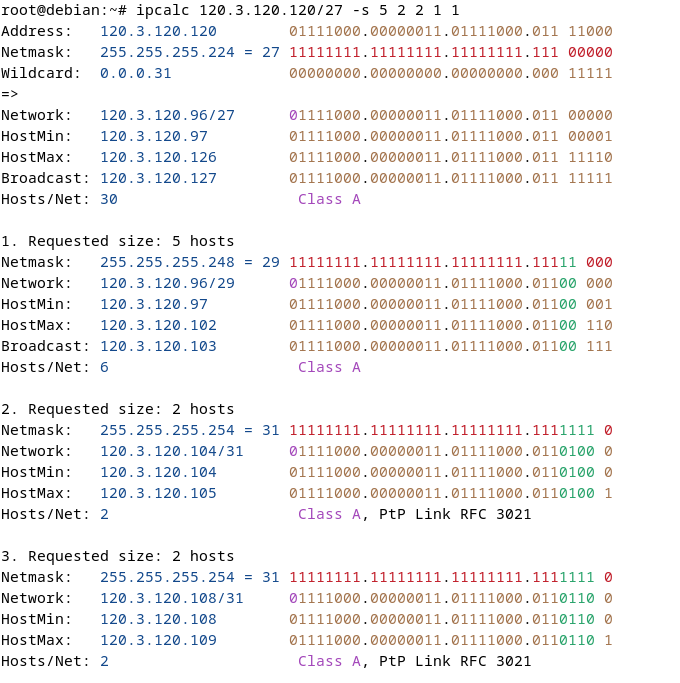 root@debian:~# ipcalc 120.3.120.120/27 -s 5 2 2 1 1
Address:   120.3.120.120        01111000.00000011.01111000.011 11000
Netmask:   255.255.255.224 = 27 11111111.11111111.11111111.111 00000
Wildcard:  0.0.0.31             00000000.00000000.00000000.000 11111
=>
Network:   120.3.120.96/27      01111000.00000011.01111000.011 00000
HostMin:   120.3.120.97         01111000.00000011.01111000.011 00001
HostMax:   120.3.120.126        01111000.00000011.01111000.011 11110
Broadcast: 120.3.120.127        01111000.00000011.01111000.011 11111
Hosts/Net: 30                    Class A

1. Requested size: 5 hosts
Netmask:   255.255.255.248 = 29 11111111.11111111.11111111.11111 000
Network:   120.3.120.96/29      01111000.00000011.01111000.01100 000
HostMin:   120.3.120.97         01111000.00000011.01111000.01100 001
HostMax:   120.3.120.102        01111000.00000011.01111000.01100 110
Broadcast: 120.3.120.103        01111000.00000011.01111000.01100 111
Hosts/Net: 6                     Class A

2. Requested size: 2 hosts
Netmask:   255.255.255.254 = 31 11111111.11111111.11111111.1111111 0
Network:   120.3.120.104/31     01111000.00000011.01111000.0110100 0
HostMin:   120.3.120.104        01111000.00000011.01111000.0110100 0
HostMax:   120.3.120.105        01111000.00000011.01111000.0110100 1
Hosts/Net: 2                     Class A, PtP Link RFC 3021

3. Requested size: 2 hosts
Netmask:   255.255.255.254 = 31 11111111.11111111.11111111.1111111 0
Network:   120.3.120.108/31     01111000.00000011.01111000.0110110 0
HostMin:   120.3.120.108        01111000.00000011.01111000.0110110 0
HostMax:   120.3.120.109        01111000.00000011.01111000.0110110 1
Hosts/Net: 2                     Class A, PtP Link RFC 3021